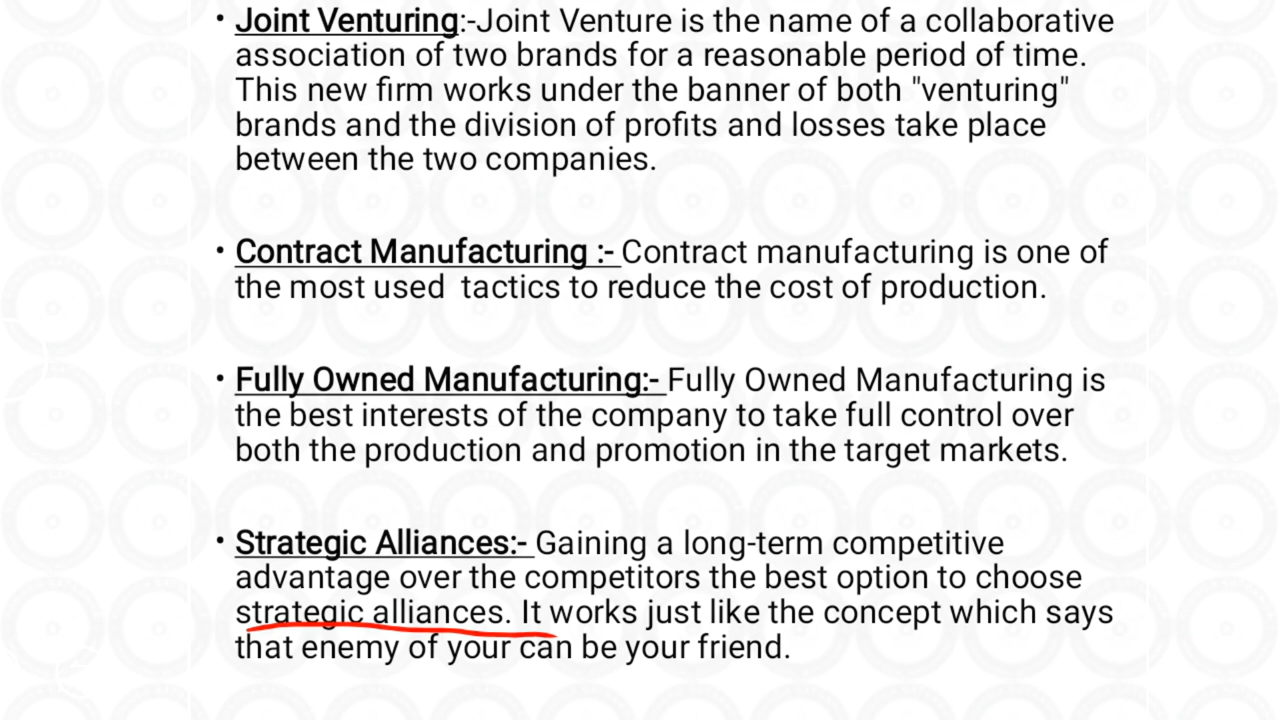 • Joint Venturing:-Joint Venture is the name of a collaborative
association of two brands for a reasonable period of time.
This new firm works under the banner of both "venturing"
brands and the division of profits and losses take place
between the two companies.
• Contract Manufacturing :- Contract manufacturing is one of
the most used  tactics to reduce the cost of production.
• Fully Owned Manufacturing:- Fully Owned Manufacturing is
the best interests of the company to take full control over
both the production and promotion in the target markets.
• Strategic Alliances:- Gaining a long-term competitive
advantage over the competitors the best option to choose
strategic alliances. It works just like the concept which says
that enemy of your can be your friend.